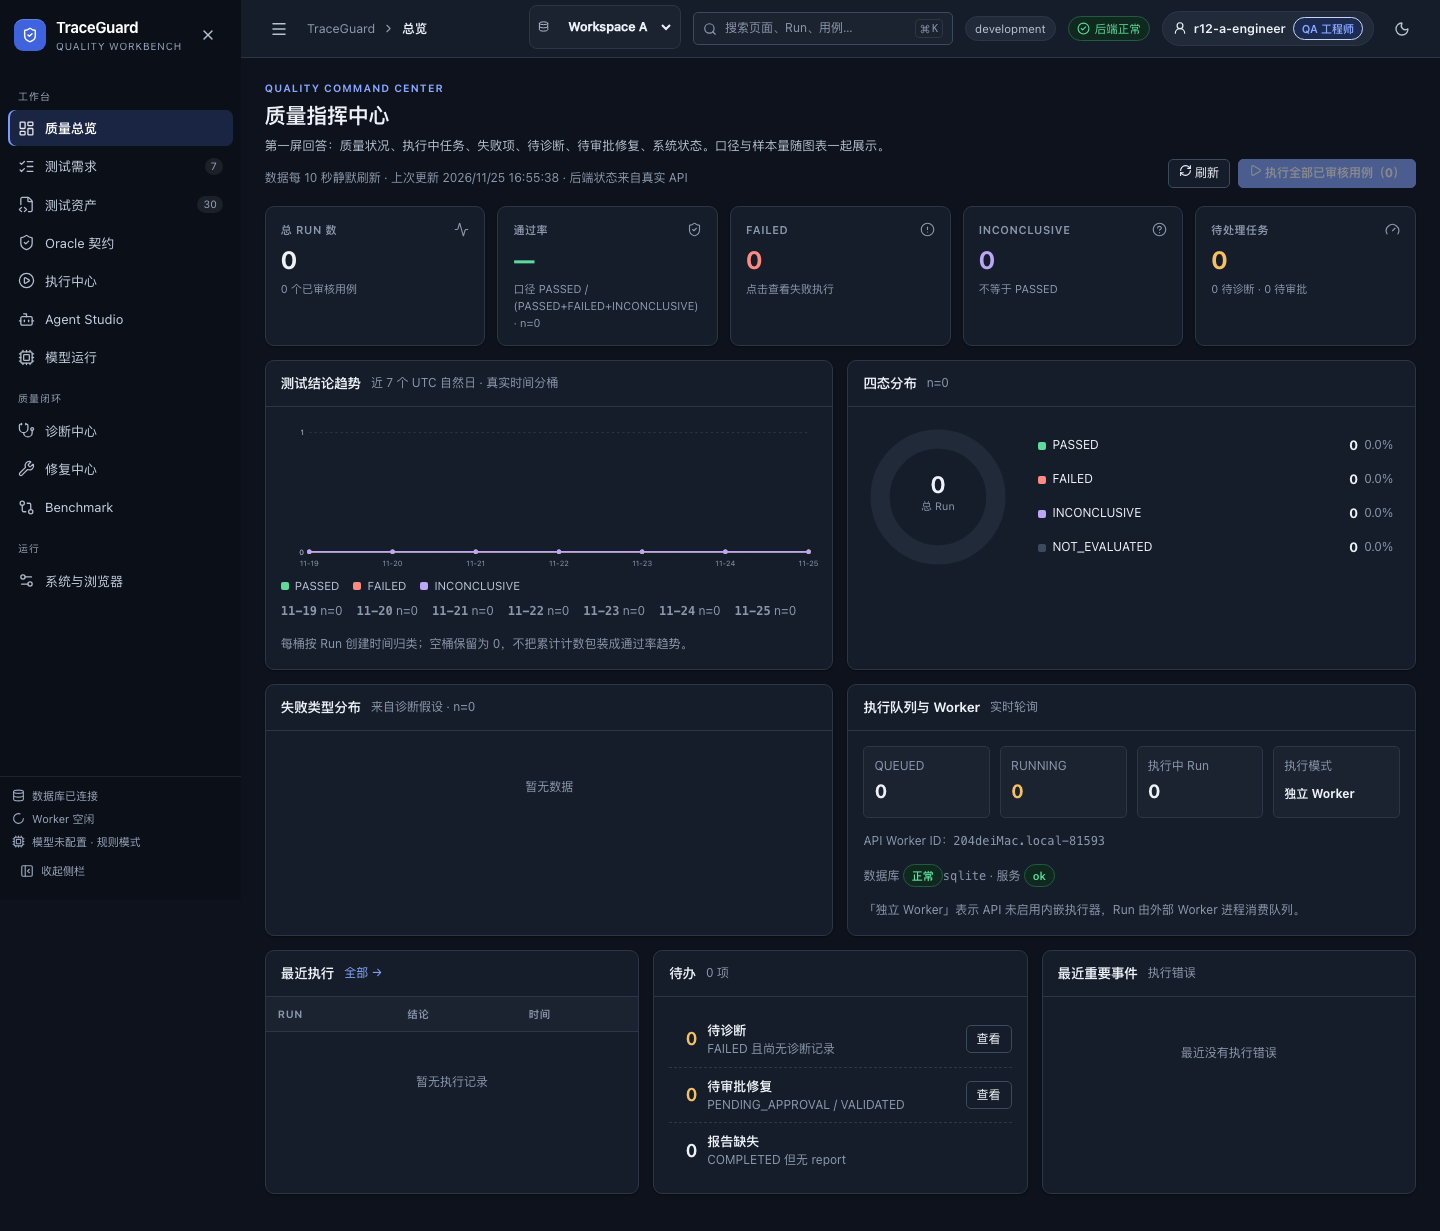 TraceGuard
QUALITY WORKBENCH
工作台
质量总览
测试需求 7
测试资产 30
Oracle 契约
执行中心
Agent Studio
模型运行
质量闭环
诊断中心
修复中心
Benchmark
运行
系统与浏览器
数据库已连接
Worker 空闲
模型未配置 · 规则模式
收起侧栏
TraceGuard 总览
Workspace A
搜索页面、Run、用例... ⌘K
development
后端正常
r12-a-engineer QA 工程师
QUALITY COMMAND CENTER
质量指挥中心
第一屏回答：质量状况、执行中任务、失败项、待诊断、待审批修复、系统状态。口径与样本量随图表一起展示。
数据每 10 秒静默刷新 · 上次更新 2026/11/25 16:55:38 · 后端状态来自真实 API
刷新
执行全部已审核用例（0）
总 RUN 数
0
0 个已审核用例
通过率
—
口径 PASSED /
(PASSED+FAILED+INCONCLUSIVE)
· n=0
FAILED
0
点击查看失败执行
INCONCLUSIVE
0
不等于 PASSED
待处理任务
0
0 待诊断 · 0 待审批
测试结论趋势 近 7 个 UTC 自然日 · 真实时间分桶
1
0
11-19 11-20 11-21 11-22 11-23 11-24 11-25
PASSED FAILED INCONCLUSIVE
11-19 n=0 11-20 n=0 11-21 n=0 11-22 n=0 11-23 n=0 11-24 n=0 11-25 n=0
每桶按 Run 创建时间归类；空桶保留为 0，不把累计计数包装成通过率趋势。
四态分布 n=0
0
总 Run
PASSED 0 0.0%
FAILED 0 0.0%
INCONCLUSIVE 0 0.0%
NOT_EVALUATED 0 0.0%
失败类型分布 来自诊断假设 · n=0
暂无数据
执行队列与 Worker 实时轮询
QUEUED
0
RUNNING
0
执行中 Run
0
执行模式
独立 Worker
API Worker ID: 204deiMac.local-81593
数据库 正常 sqlite · 服务 ok
「独立 Worker」表示 API 未启用内嵌执行器，Run 由外部 Worker 进程消费队列。
最近执行 全部 →
RUN 结论 时间
暂无执行记录
待办 0 项
0 待诊断
FAILED 且尚无诊断记录
查看
0 待审批修复
PENDING_APPROVAL / VALIDATED
查看
0 报告缺失
COMPLETED 但无 report
最近重要事件 执行错误
最近没有执行错误